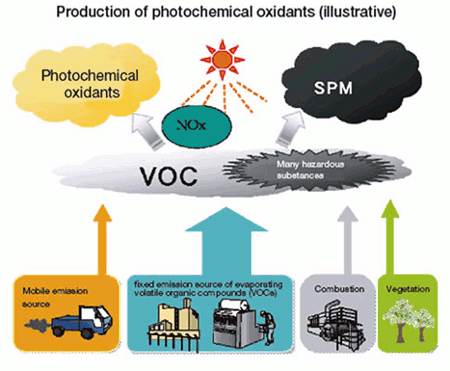 Production of photochemical oxidants (illustrative)
Photochemical
oxidants
SPM
NOx
VOC
Many hazardous
substances
Mobile emission
source
fixed emission source of evaporating
volatile organic compounds (VOCs)
Combustion
Vegetation